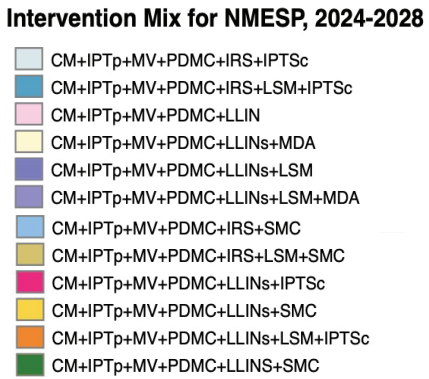 Intervention Mix for NMESP, 2024-2028
CM+IPTp+MV+PDMC+IRS+IPTSc
CM+IPTp+MV+PDMC+IRS+LSM+IPTSc
CM+IPTp+MV+PDMC+LLIN
CM+IPTp+MV+PDMC+LLINs+MDA
CM+IPTp+MV+PDMC+LLINs+LSM
CM+IPTp+MV+PDMC+LLINs+LSM+MDA
CM+IPTp+MV+PDMC+IRS+SMC
CM+IPTp+MV+PDMC+IRS+LSM+SMC
CM+IPTp+MV+PDMC+LLINs+IPTSc
CM+IPTp+MV+PDMC+LLINs+SMC
CM+IPTp+MV+PDMC+LLINs+LSM+IPTSc
CM+IPTp+MV+PDMC+LLINS+SMC